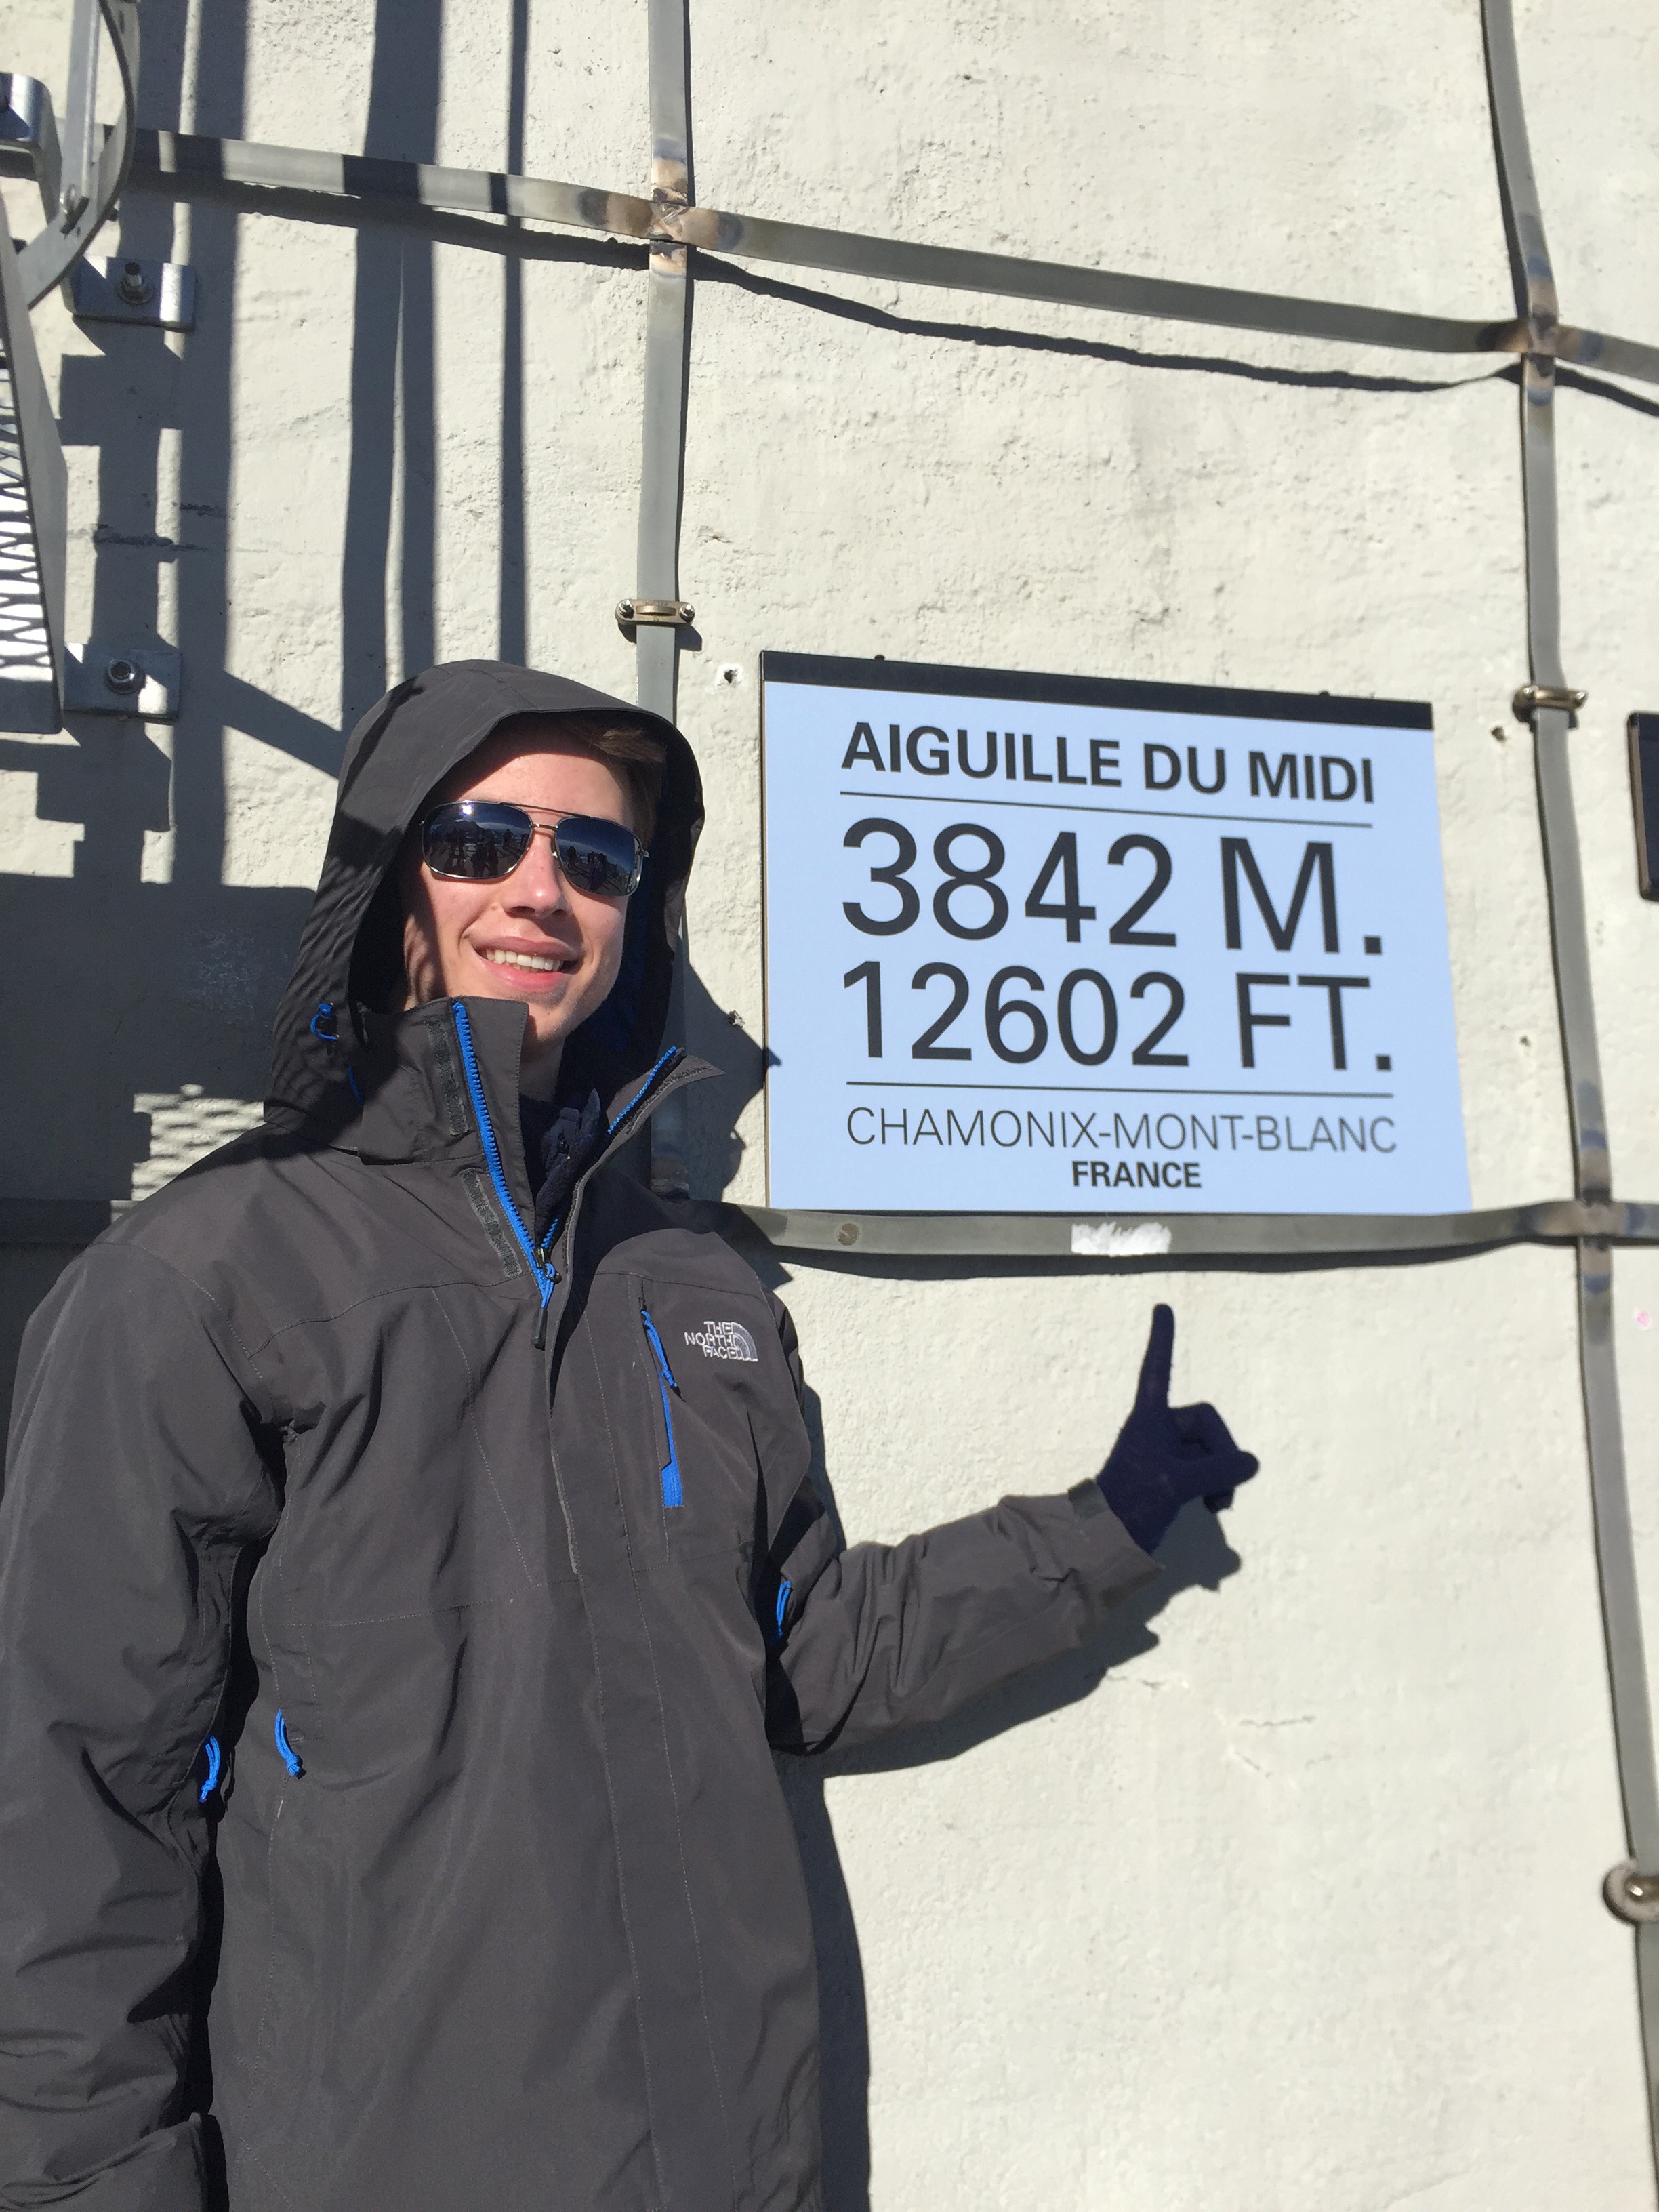 AIGUILLE DU MIDI
3842 M.
12602 FT.
CHAMONIX-MONT-BLANC
FRANCE
THE
NORTH
FACE